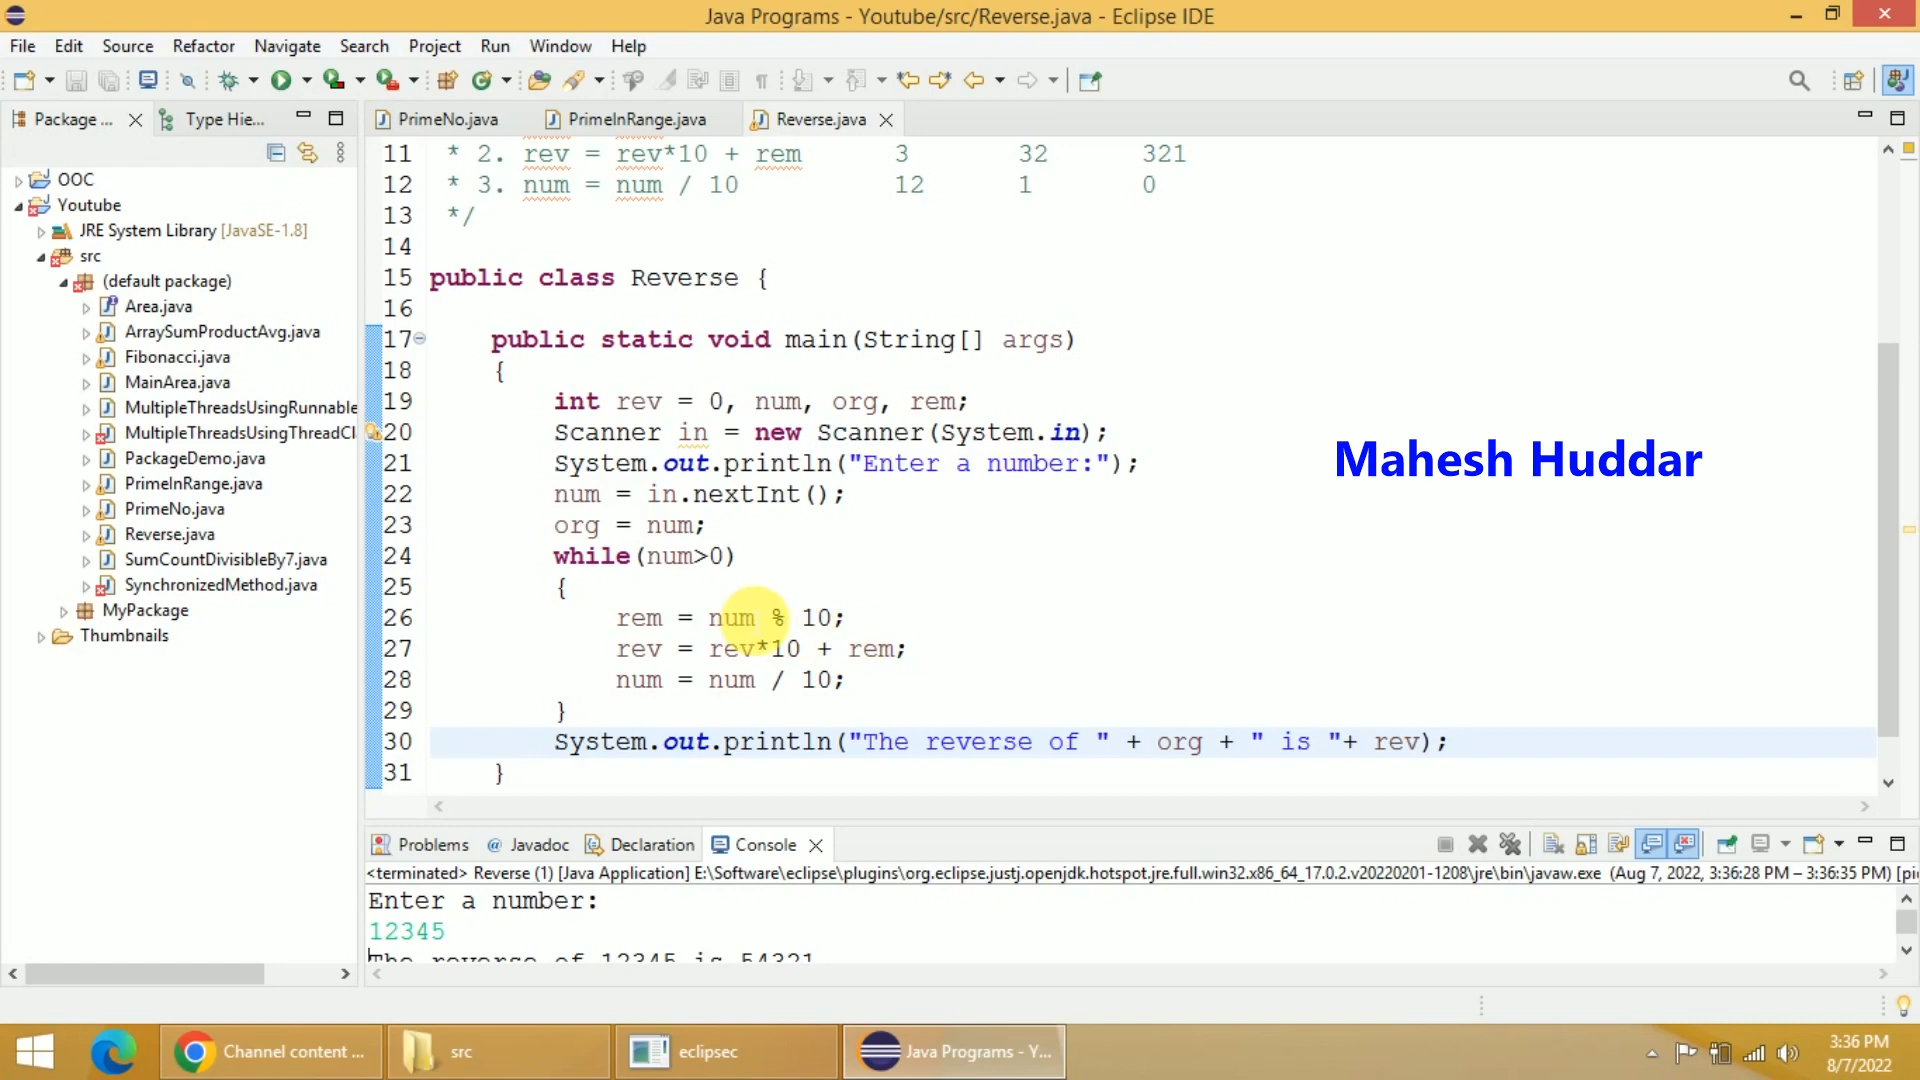 Java Programs - Youtube/src/Reverse.java - Eclipse IDE
File Edit Source Refactor Navigate Search Project Run Window Help
Package ... Type Hie...
PrimeNo.java PrimeInRange.java Reverse.java
OOC
Youtube
JRE System Library [JavaSE-1.8]
src
(default package)
Area.java
ArraySumProductAvg.java
Fibonacci.java
MainArea.java
MultipleThreadsUsingRunnable
MultipleThreadsUsingThreadCl
PackageDemo.java
PrimeInRange.java
PrimeNo.java
Reverse.java
SumCountDivisibleBy7.java
SynchronizedMethod.java
MyPackage
Thumbnails
11 * 2. rev = rev*10 + rem 3 32 321
12 * 3. num = num / 10 12 1 0
13 */
14
15 public class Reverse {
16
17 public static void main(String[] args)
18 {
19 int rev = 0, num, org, rem;
20 Scanner in = new Scanner(System.in);
21 System.out.println("Enter a number:");
22 num = in.nextInt();
23 org = num;
24 while(num>0)
25 {
26 rem = num % 10;
27 rev = rev*10 + rem;
28 num = num / 10;
29 }
30 System.out.println("The reverse of " + org + " is "+ rev);
31 }
Mahesh Huddar
Problems @ Javadoc Declaration Console
<terminated> Reverse (1) [Java Application] E:\Software\eclipse\plugins\org.eclipse.justj.openjdk.hotspot.jre.full.win32.x86_64_17.0.2.v20220201-1208\jre\bin\javaw.exe (Aug 7, 2022, 3:36:28 PM – 3:36:35 PM) [pi
Enter a number:
12345
The reverse of 12345 is 54321
Channel content ... src eclipsec Java Programs - Y...
3:36 PM
8/7/2022